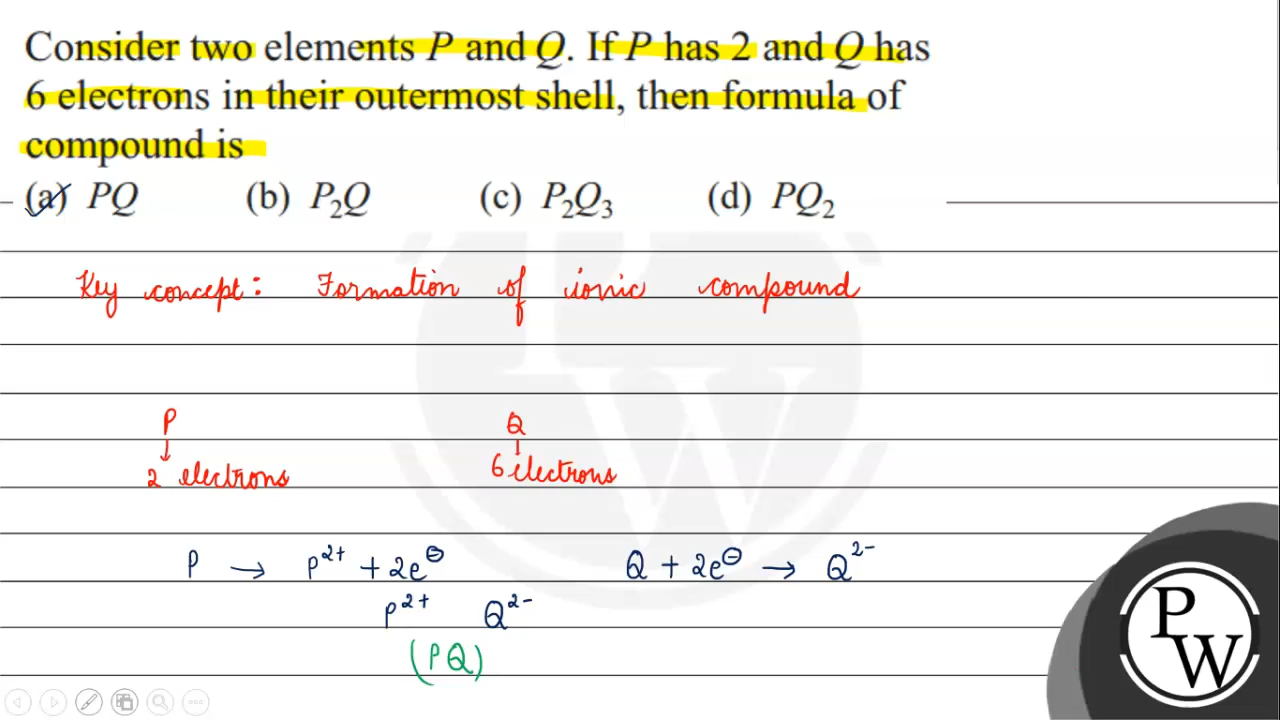 Consider two elements P and Q. If P has 2 and Q has
6 electrons in their outermost shell, then formula of
compound is
(a) PQ (b) P₂Q (c) P₂Q₃ (d) PQ₂
Key concept: Formation of ionic compound
P Q
2 electrons 6 electrons
P → P²⁺ + 2e⊖ Q + 2e⊖ → Q²⁻
P²⁺ Q²⁻
(PQ)
PW
PW